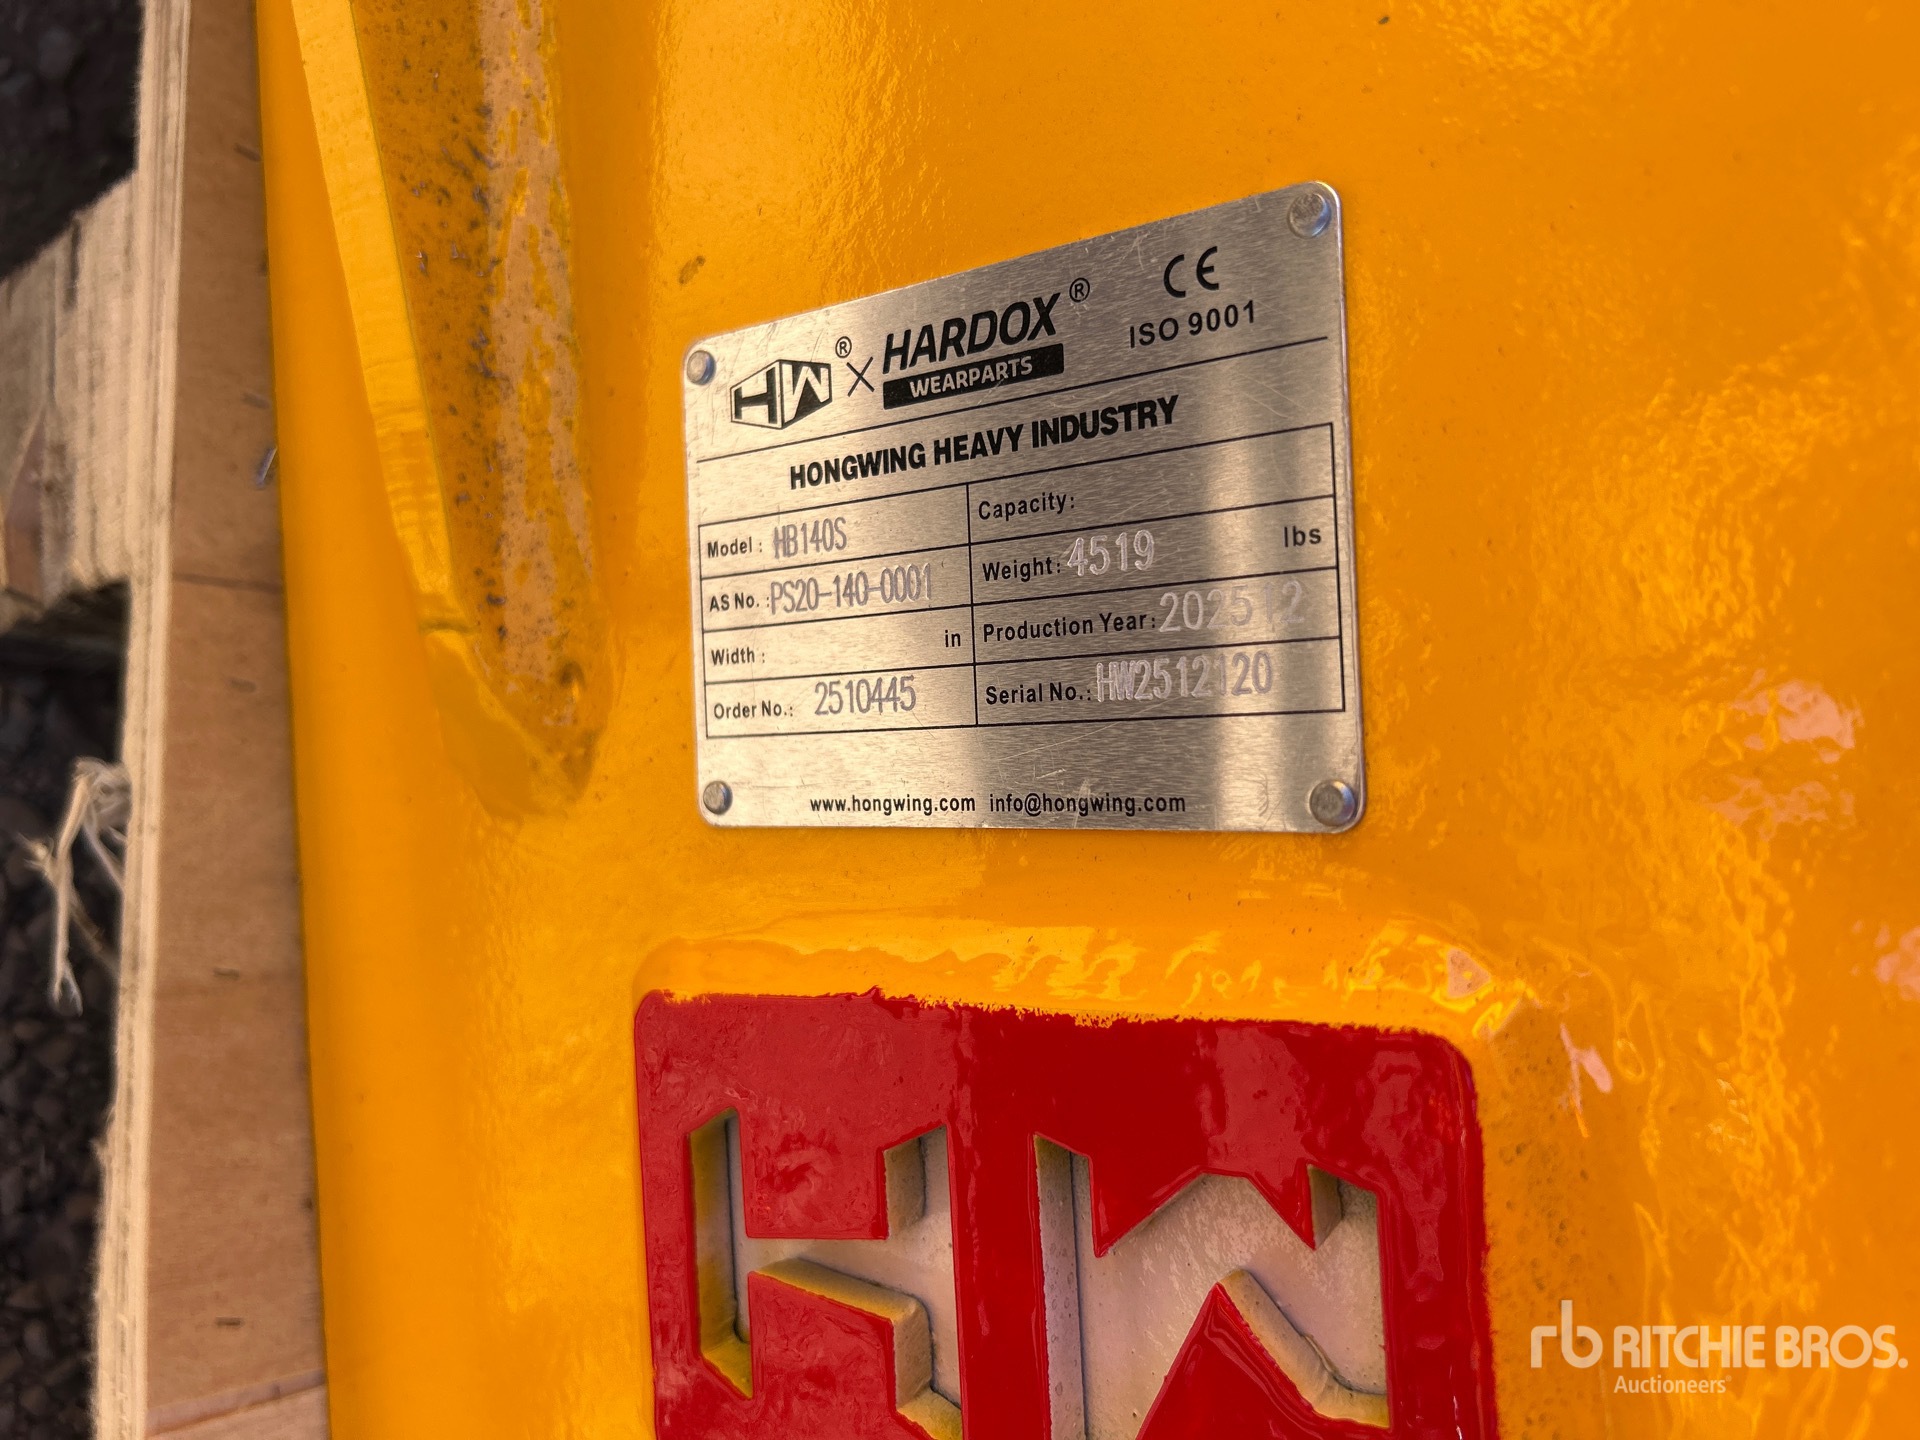 HW® × HARDOX®
WEARPARTS
CE
ISO 9001
HONGWING HEAVY INDUSTRY
Model: HB140S
Capacity:
AS No.: PS20-140-0001
Weight: 4519 lbs
Width: in
Production Year: 202512
Order No.: 2510445
Serial No.: HW2512120
www.hongwing.com info@hongwing.com
HW
rb RITCHIE BROS.
Auctioneers